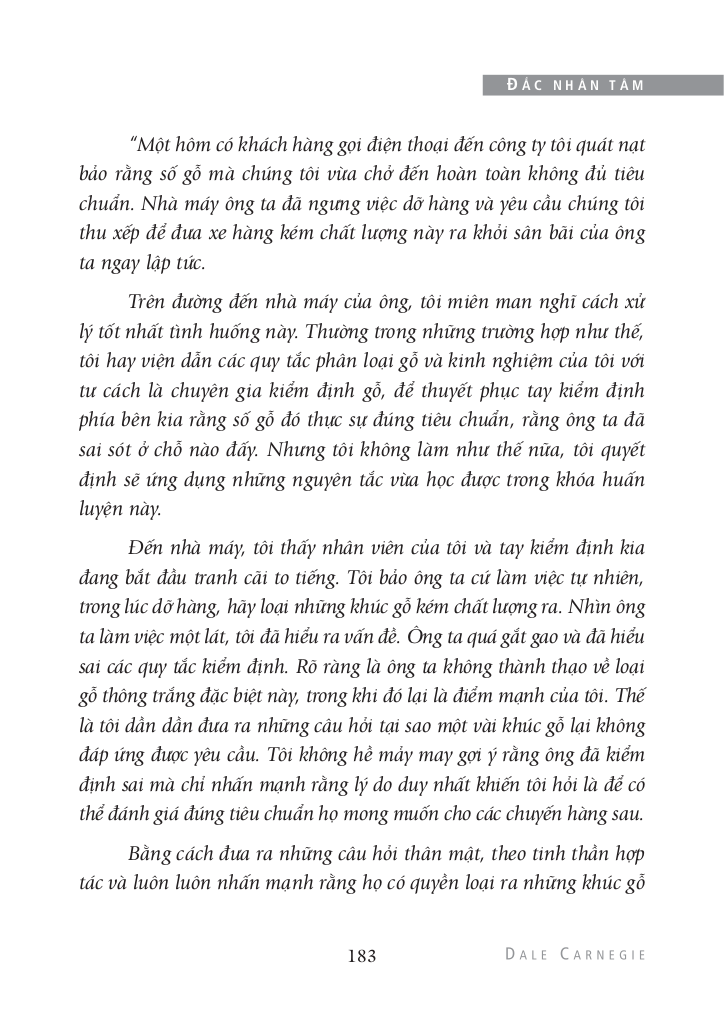 ĐẮC NHÂN TÂM
“Một hôm có khách hàng gọi điện thoại đến công ty tôi quát nạt
bảo rằng số gỗ mà chúng tôi vừa chở đến hoàn toàn không đủ tiêu
chuẩn. Nhà máy ông ta đã ngưng việc dỡ hàng và yêu cầu chúng tôi
thu xếp để đưa xe hàng kém chất lượng này ra khỏi sân bãi của ông
ta ngay lập tức.
Trên đường đến nhà máy của ông, tôi miên man nghĩ cách xử
lý tốt nhất tình huống này. Thường trong những trường hợp như thế,
tôi hay viện dẫn các quy tắc phân loại gỗ và kinh nghiệm của tôi với
tư cách là chuyên gia kiểm định gỗ, để thuyết phục tay kiểm định
phía bên kia rằng số gỗ đó thực sự đúng tiêu chuẩn, rằng ông ta đã
sai sót ở chỗ nào đấy. Nhưng tôi không làm như thế nữa, tôi quyết
định sẽ ứng dụng những nguyên tắc vừa học được trong khóa huấn
luyện này.
Đến nhà máy, tôi thấy nhân viên của tôi và tay kiểm định kia
đang bắt đầu tranh cãi to tiếng. Tôi bảo ông ta cứ làm việc tự nhiên,
trong lúc dỡ hàng, hãy loại những khúc gỗ kém chất lượng ra. Nhìn ông
ta làm việc một lát, tôi đã hiểu ra vấn đề. Ông ta quá gắt gao và đã hiểu
sai các quy tắc kiểm định. Rõ ràng là ông ta không thành thạo về loại
gỗ thông trắng đặc biệt này, trong khi đó lại là điểm mạnh của tôi. Thế
là tôi dần dần đưa ra những câu hỏi tại sao một vài khúc gỗ lại không
đáp ứng được yêu cầu. Tôi không hề mảy may gợi ý rằng ông đã kiểm
định sai mà chỉ nhấn mạnh rằng lý do duy nhất khiến tôi hỏi là để có
thể đánh giá đúng tiêu chuẩn họ mong muốn cho các chuyến hàng sau.
Bằng cách đưa ra những câu hỏi thân mật, theo tinh thần hợp
tác và luôn luôn nhấn mạnh rằng họ có quyền loại ra những khúc gỗ
183
DALE CARNEGIE